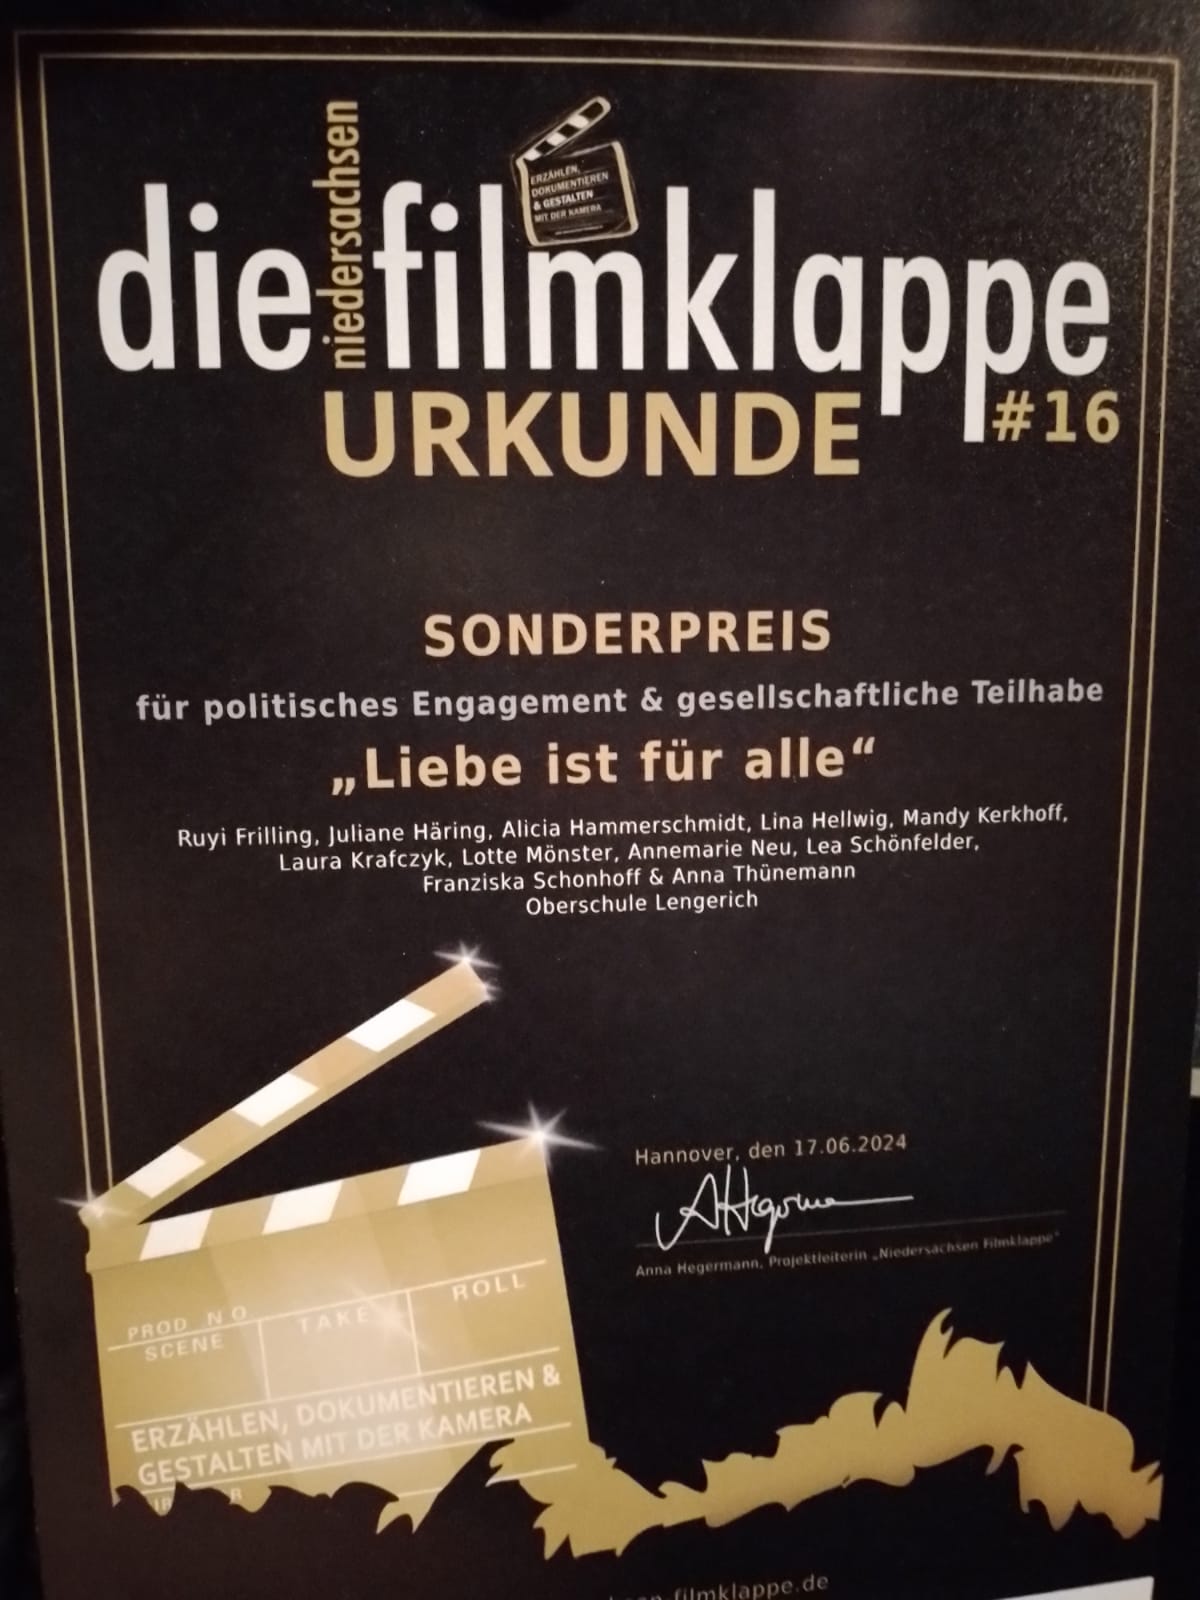 die niedersachsen filmklappe
ERZÄHLEN,
DOKUMENTIEREN
& GESTALTEN
MIT DER KAMERA
URKUNDE #16
SONDERPREIS
für politisches Engagement & gesellschaftliche Teilhabe
„Liebe ist für alle“
Ruyi Frilling, Juliane Häring, Alicia Hammerschmidt, Lina Hellwig, Mandy Kerkhoff,
Laura Krafczyk, Lotte Mönster, Annemarie Neu, Lea Schönfelder,
Franziska Schonhoff & Anna Thünemann
Oberschule Lengerich
Hannover, den 17.06.2024
AHegermann
Anna Hegermann, Projektleiterin „Niedersachsen Filmklappe“
PROD NO
SCENE
TAKE
ROLL
ERZÄHLEN, DOKUMENTIEREN &
GESTALTEN MIT DER KAMERA
filmklappe.de